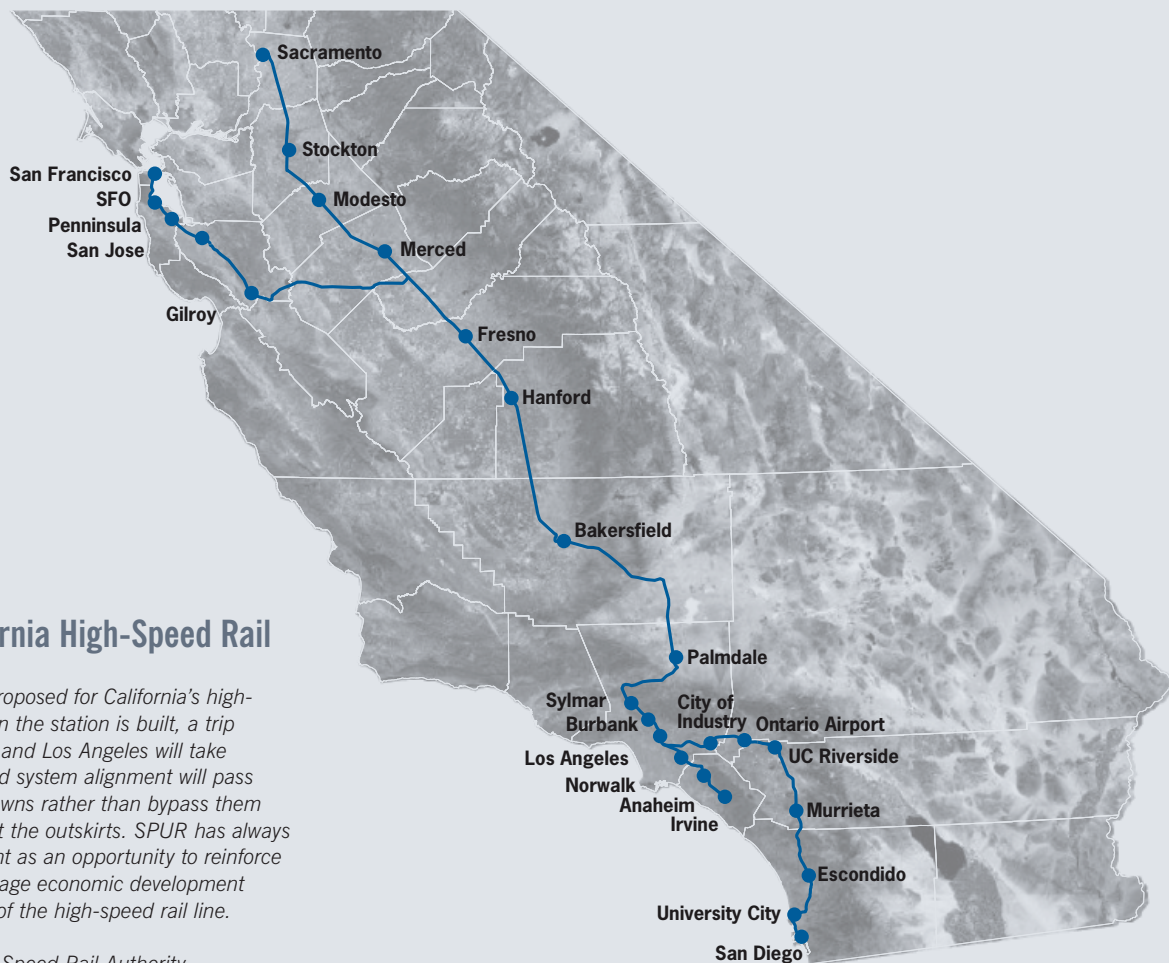 Sacramento
Stockton
San Francisco
Modesto
SFO
Penninsula
San Jose
Merced
Gilroy
Fresno
Hanford
Bakersfield
Palmdale
Sylmar
City of
Industry
Burbank
Ontario Airport
Los Angeles
UC Riverside
Norwalk
Anaheim
Irvine
Murrieta
Escondido
University City
San Diego
rnia High-Speed Rail
roposed for California's high-
n the station is built, a trip
and Los Angeles will take
d system alignment will pass
wns rather than bypass them
t the outskirts. SPUR has always
nt as an opportunity to reinforce
age economic development
of the high-speed rail line.
Speed Rail Authority